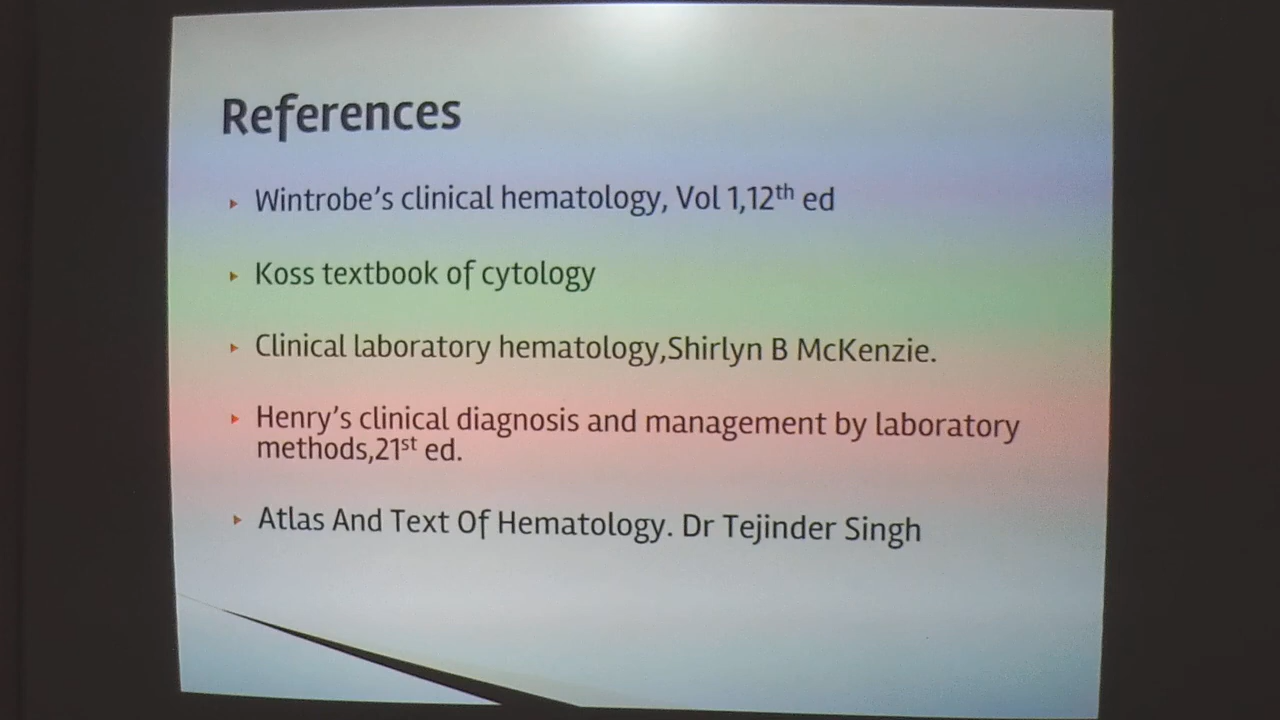 References
Wintrobe’s clinical hematology, Vol 1,12th ed
Koss textbook of cytology
Clinical laboratory hematology,Shirlyn B McKenzie.
Henry’s clinical diagnosis and management by laboratory
methods,21st ed.
Atlas And Text Of Hematology. Dr Tejinder Singh